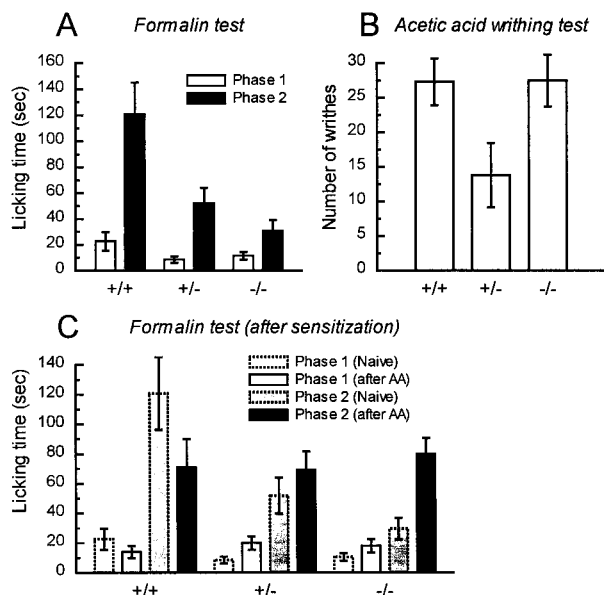 A
Formalin test
Licking time (sec)
160
140
120
100
80
60
40
20
0
Phase 1
Phase 2
+/+
+/-
-/-
B
Acetic acid writhing test
Number of writhes
30
25
20
15
10
5
0
+/+
+/-
-/-
C
Formalin test (after sensitization)
Licking time (sec)
140
120
100
80
60
40
20
0
Phase 1 (Naive)
Phase 1 (after AA)
Phase 2 (Naive)
Phase 2 (after AA)
+/+
+/-
-/-